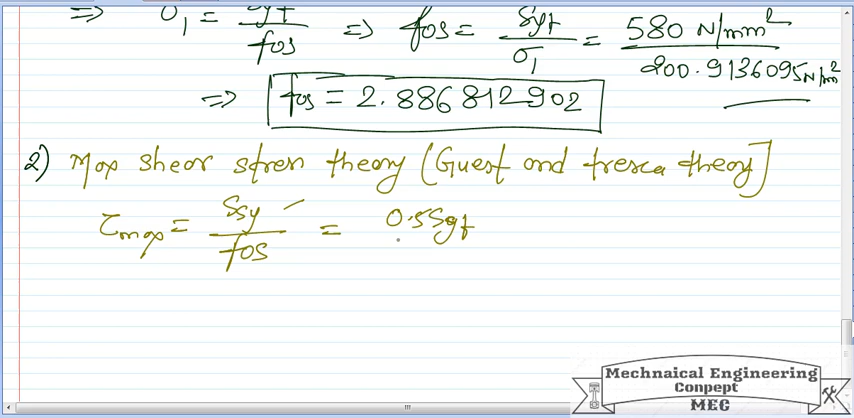 ⇒ σ₁ = Syt / fos ⇒ fos = Syt / σ₁ = 580 N/mm² / 200.9136095 N/mm²
⇒ fos = 2.886812902
2) Max shear stress theory (Guest and tresca theory]
τmax = Ssy / fos = 0.5Syt
Mechnaical Engineering
Conpept
MEC